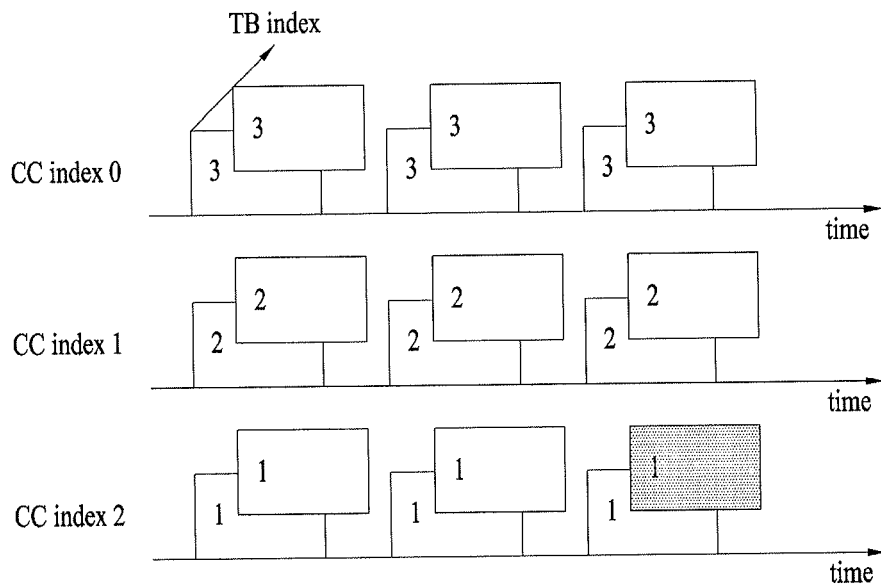 TB index
3 3 3
CC index 0 3 3 3
time
2 2 2
CC index 1 2 2 2
time
1 1 1
CC index 2 1 1 1
time